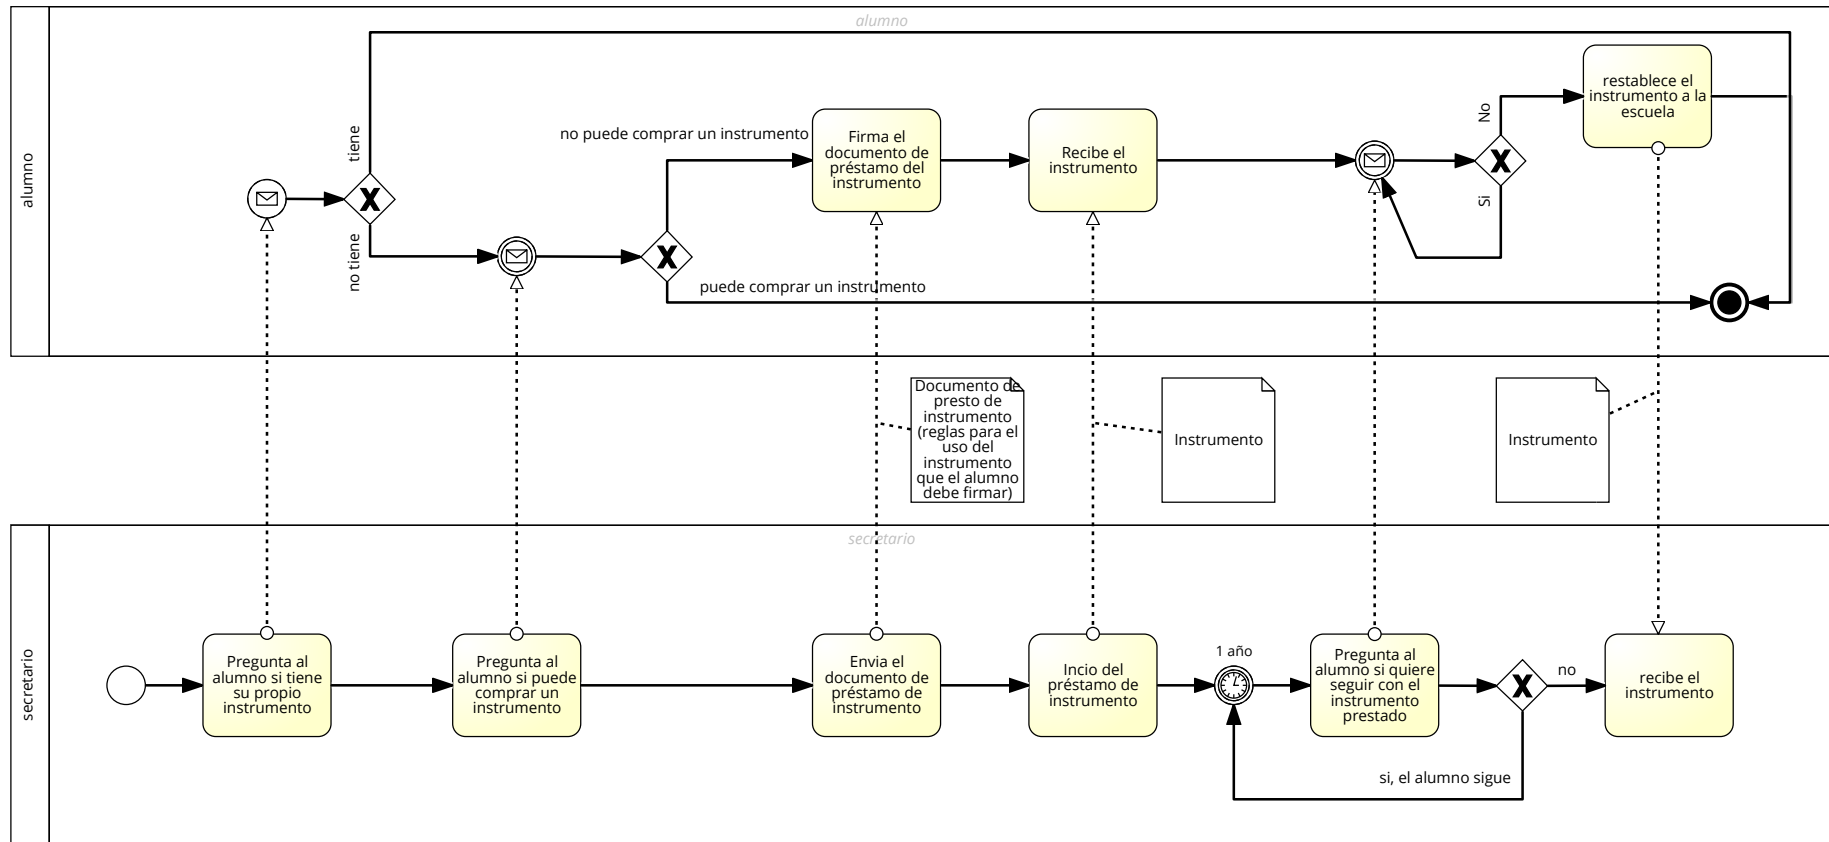 alumno
alumno
tiene
no tiene
no puede comprar un instrumento
puede comprar un instrumento
Firma el
documento de
préstamo del
instrumento
Recibe el
instrumento
No
Si
restablece el
instrumento a la
escuela
Documento de
presto de
instrumento
(reglas para el
uso del
instrumento
que el alumno
debe firmar)
Instrumento
Instrumento
secretario
secretario
Pregunta al
alumno si tiene
su propio
instrumento
Pregunta al
alumno si puede
comprar un
instrumento
Envia el
documento de
préstamo de
instrumento
Incio del
préstamo de
instrumento
1 año
Pregunta al
alumno si quiere
seguir con el
instrumento
prestado
no
si, el alumno sigue
recibe el
instrumento